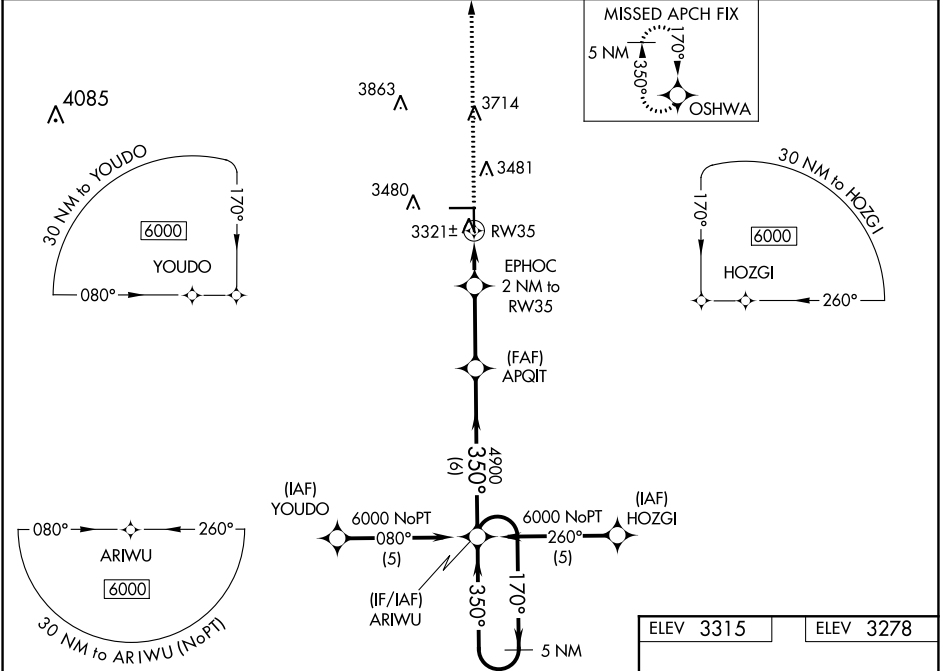 MISSED APCH FIX
5 NM
350°
170°
OSHWA
4085
3863
3714
3481
3480
3321±
RW35
30 NM to YOUDO
170°
6000
YOUDO
080°
30 NM to HOZGI
170°
6000
HOZGI
260°
EPHOC
2 NM to
RW35
(FAF)
APQIT
4900
350°
(6)
(IAF)
YOUDO
6000 NoPT
080°
(5)
6000 NoPT
260°
(5)
(IAF)
HOZGI
080°
260°
ARIWU
6000
30 NM to ARIWU (NoPT)
(IF/IAF)
ARIWU
350°
170°
5 NM
ELEV 3315
ELEV 3278